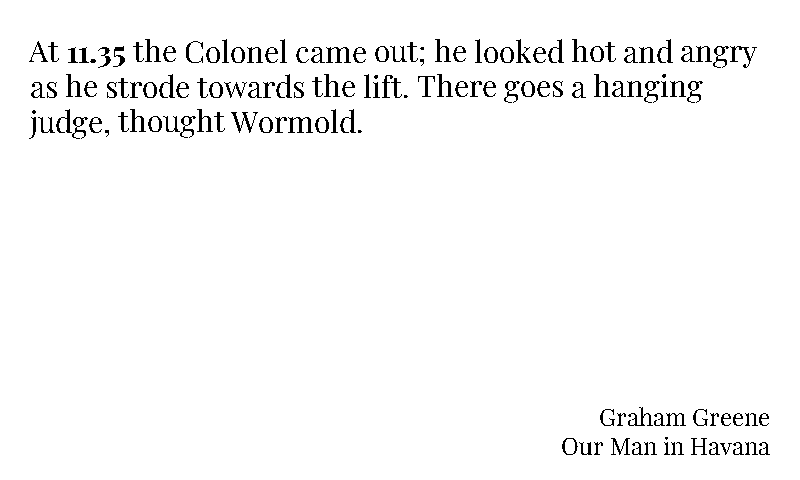 At 11.35 the Colonel came out; he looked hot and angry
as he strode towards the lift. There goes a hanging
judge, thought Wormold.
Graham Greene
Our Man in Havana